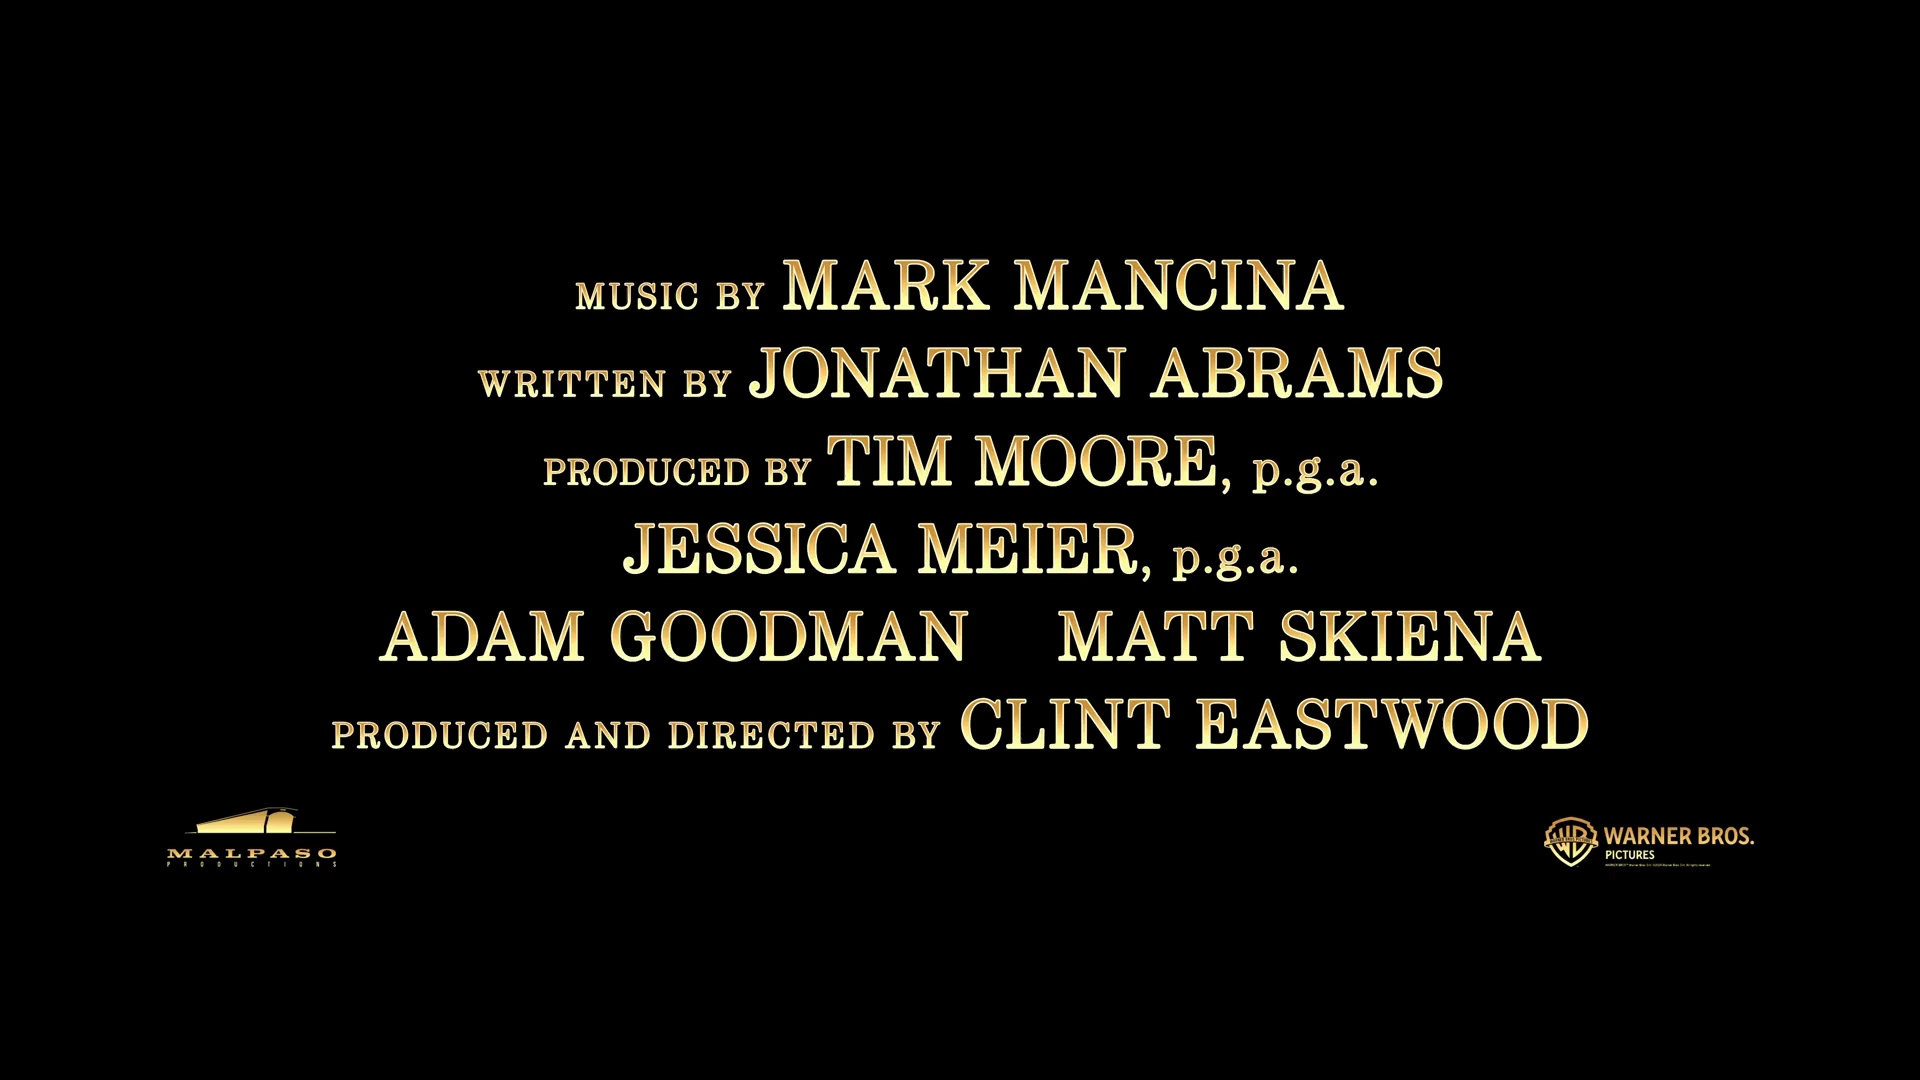 MUSIC BY MARK MANCINA
WRITTEN BY JONATHAN ABRAMS
PRODUCED BY TIM MOORE, p.g.a.
JESSICA MEIER, p.g.a.
ADAM GOODMAN MATT SKIENA
PRODUCED AND DIRECTED BY CLINT EASTWOOD
MALPASO
PRODUCTIONS
WB WARNER BROS.
PICTURES